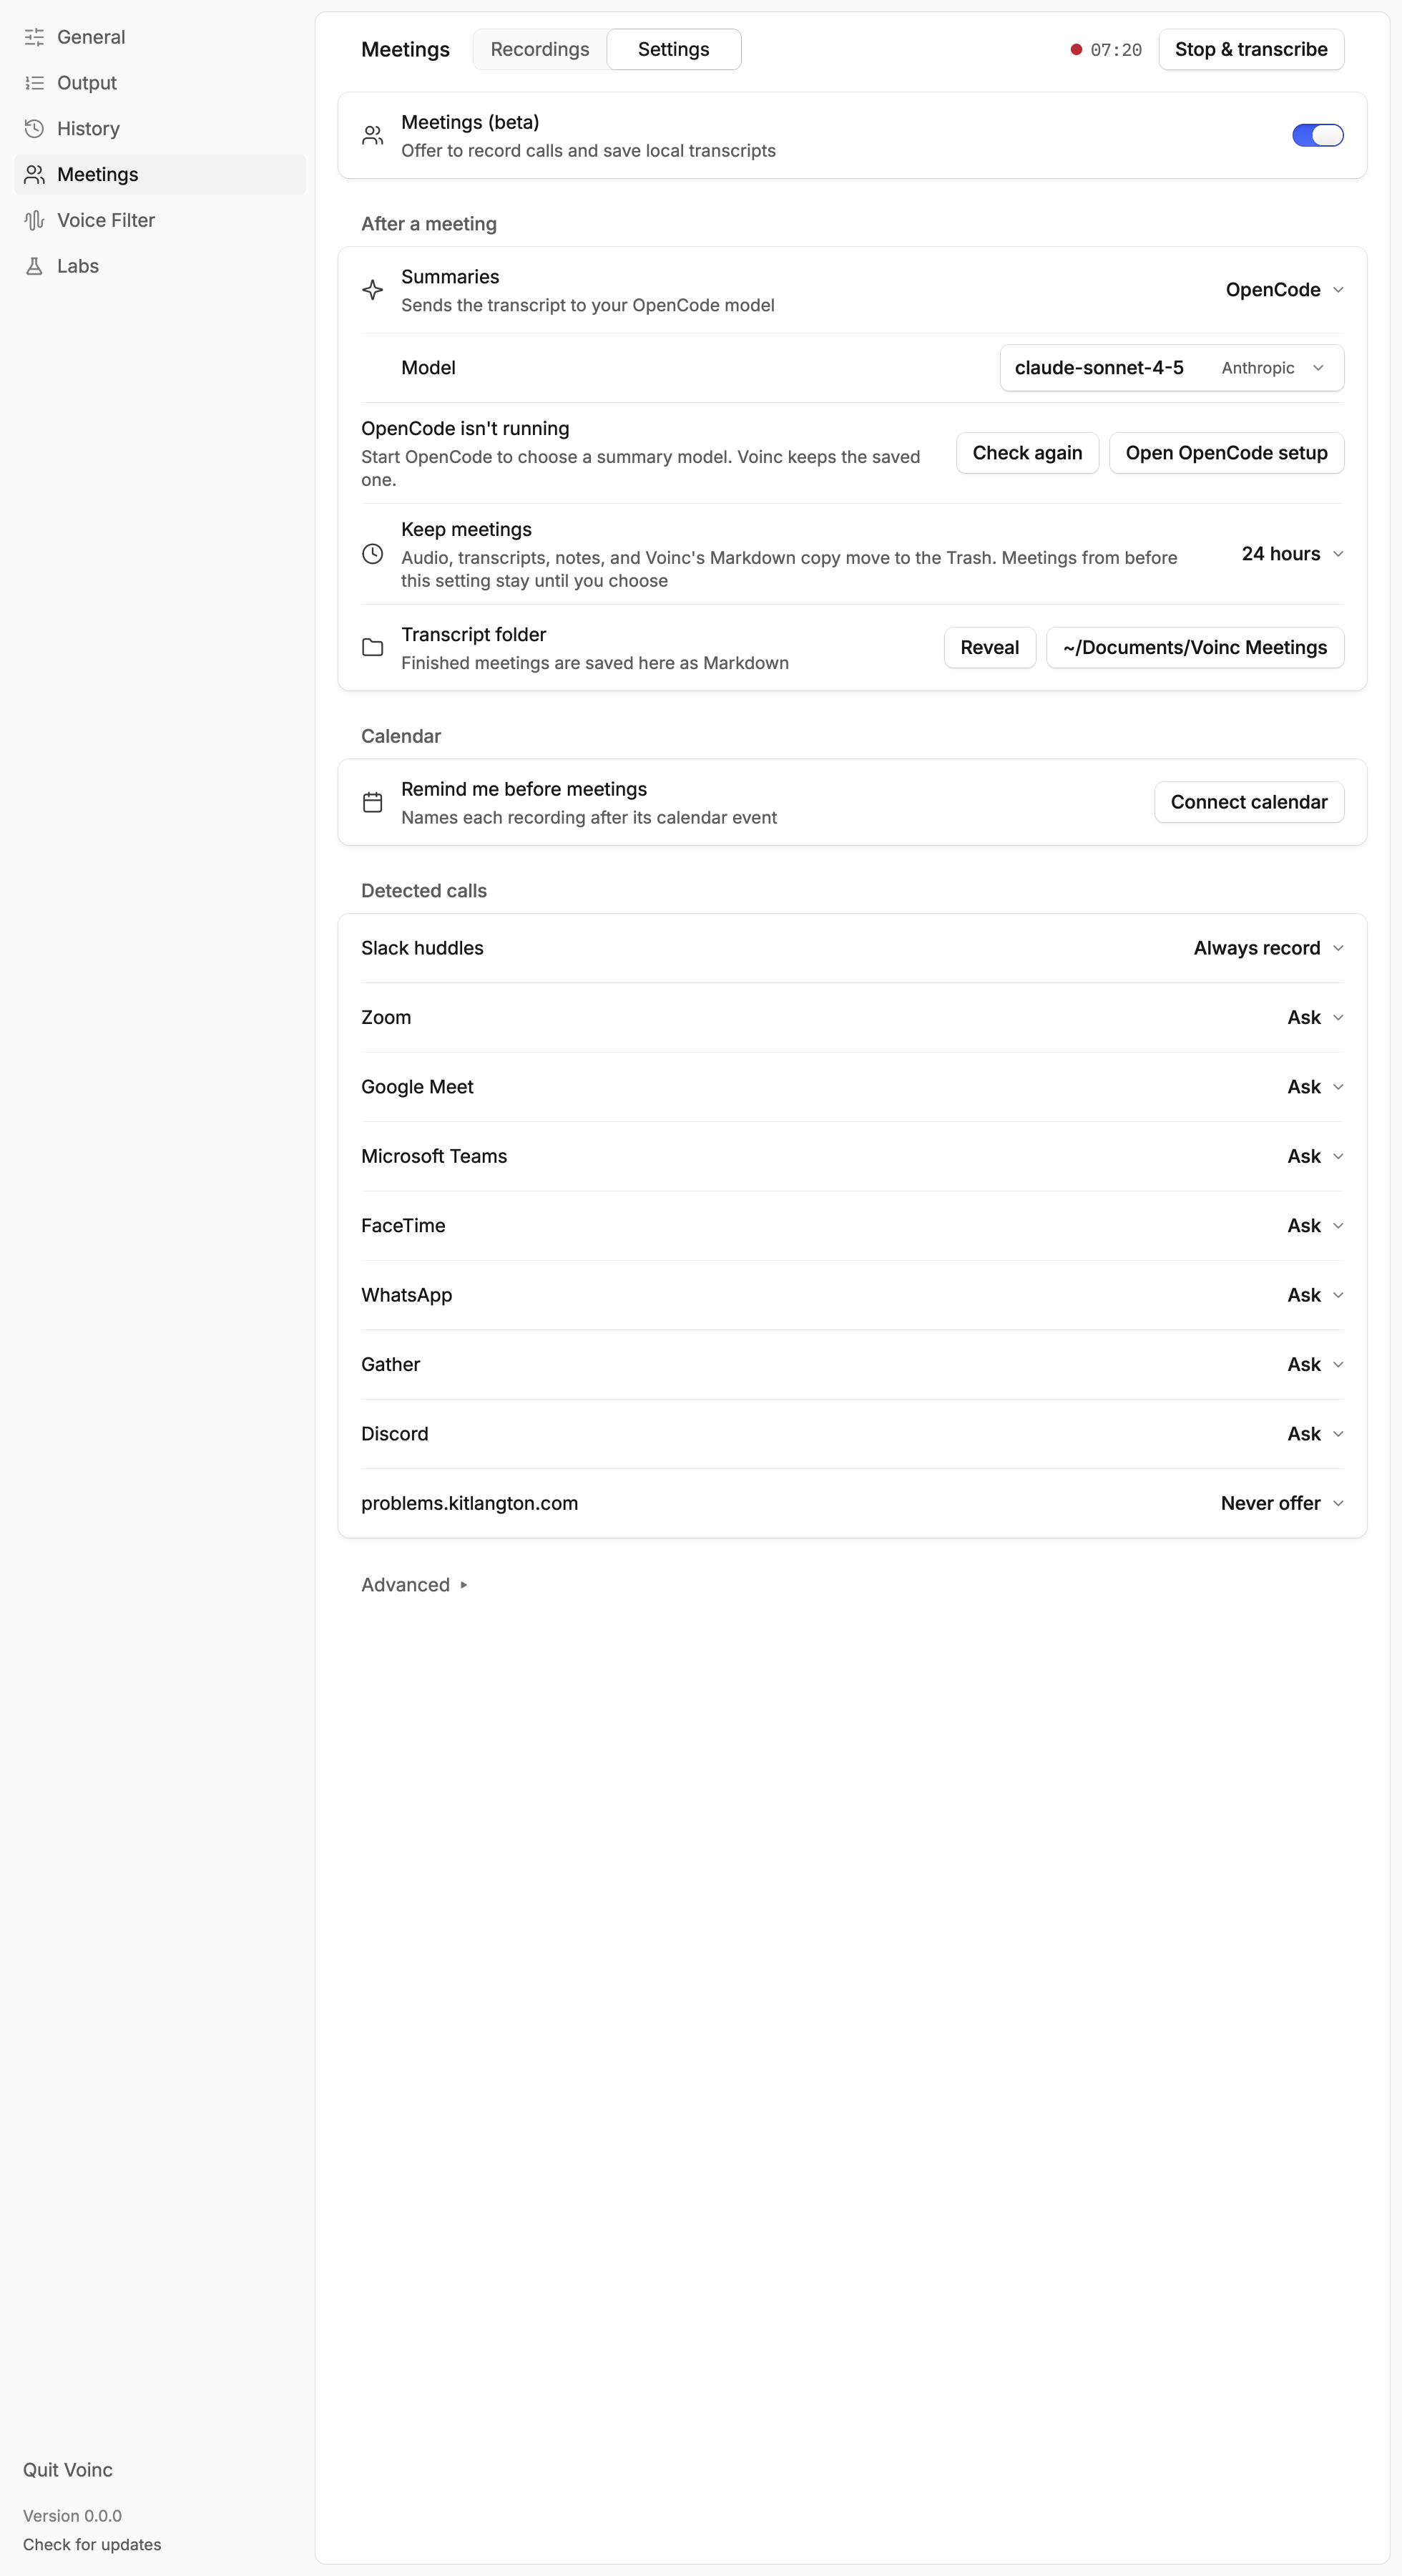 General
Output
History
Meetings
Voice Filter
Labs
Meetings
Recordings
Settings
07:20
Stop & transcribe
Meetings (beta)
Offer to record calls and save local transcripts
After a meeting
Summaries
Sends the transcript to your OpenCode model
OpenCode
Model
claude-sonnet-4-5
Anthropic
OpenCode isn't running
Start OpenCode to choose a summary model. Voinc keeps the saved
one.
Check again
Open OpenCode setup
Keep meetings
Audio, transcripts, notes, and Voinc's Markdown copy move to the Trash. Meetings from before
this setting stay until you choose
24 hours
Transcript folder
Finished meetings are saved here as Markdown
Reveal
~/Documents/Voinc Meetings
Calendar
Remind me before meetings
Names each recording after its calendar event
Connect calendar
Detected calls
Slack huddles
Always record
Zoom
Ask
Google Meet
Ask
Microsoft Teams
Ask
FaceTime
Ask
WhatsApp
Ask
Gather
Ask
Discord
Ask
problems.kitlangton.com
Never offer
Advanced
Quit Voinc
Version 0.0.0
Check for updates